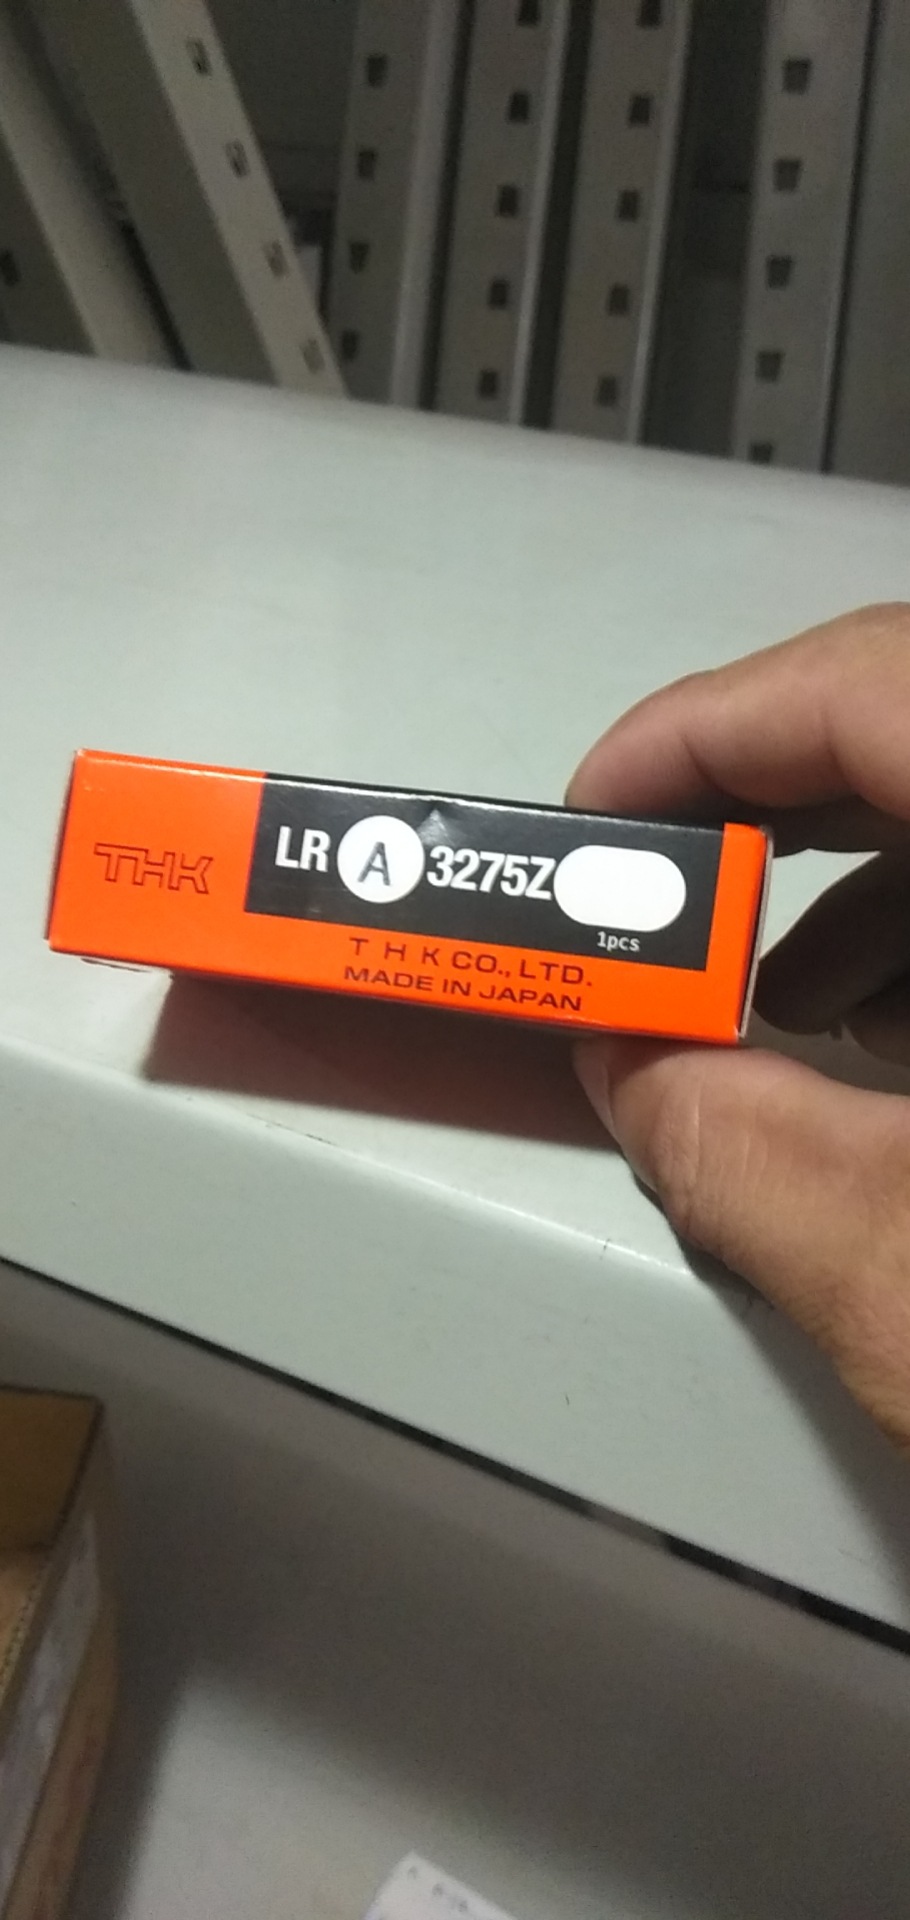 THK
LR A 3275Z
1pcs
T H K CO., LTD.
MADE IN JAPAN